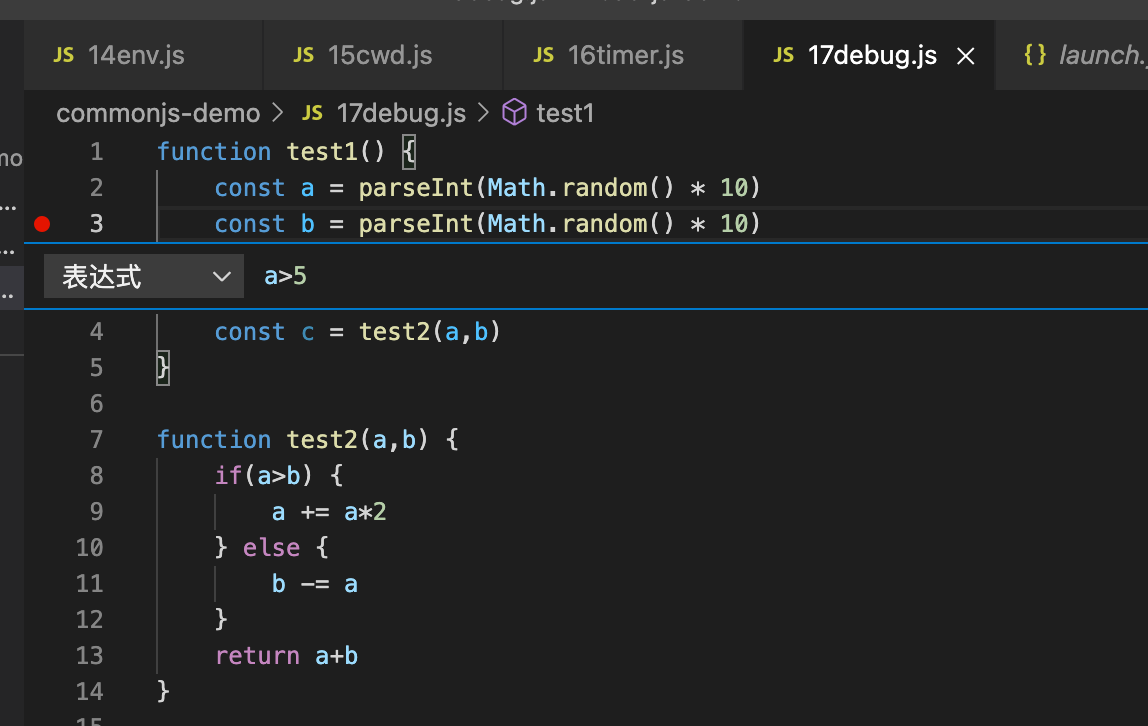 JS 14env.js JS 15cwd.js JS 16timer.js JS 17debug.js × {} launch.
commonjs-demo > JS 17debug.js > test1
1 function test1() {
2 const a = parseInt(Math.random() * 10)
3 const b = parseInt(Math.random() * 10)
表达式 a>5
4 const c = test2(a,b)
5 }
6
7 function test2(a,b) {
8 if(a>b) {
9 a += a*2
10 } else {
11 b -= a
12 }
13 return a+b
14 }
15